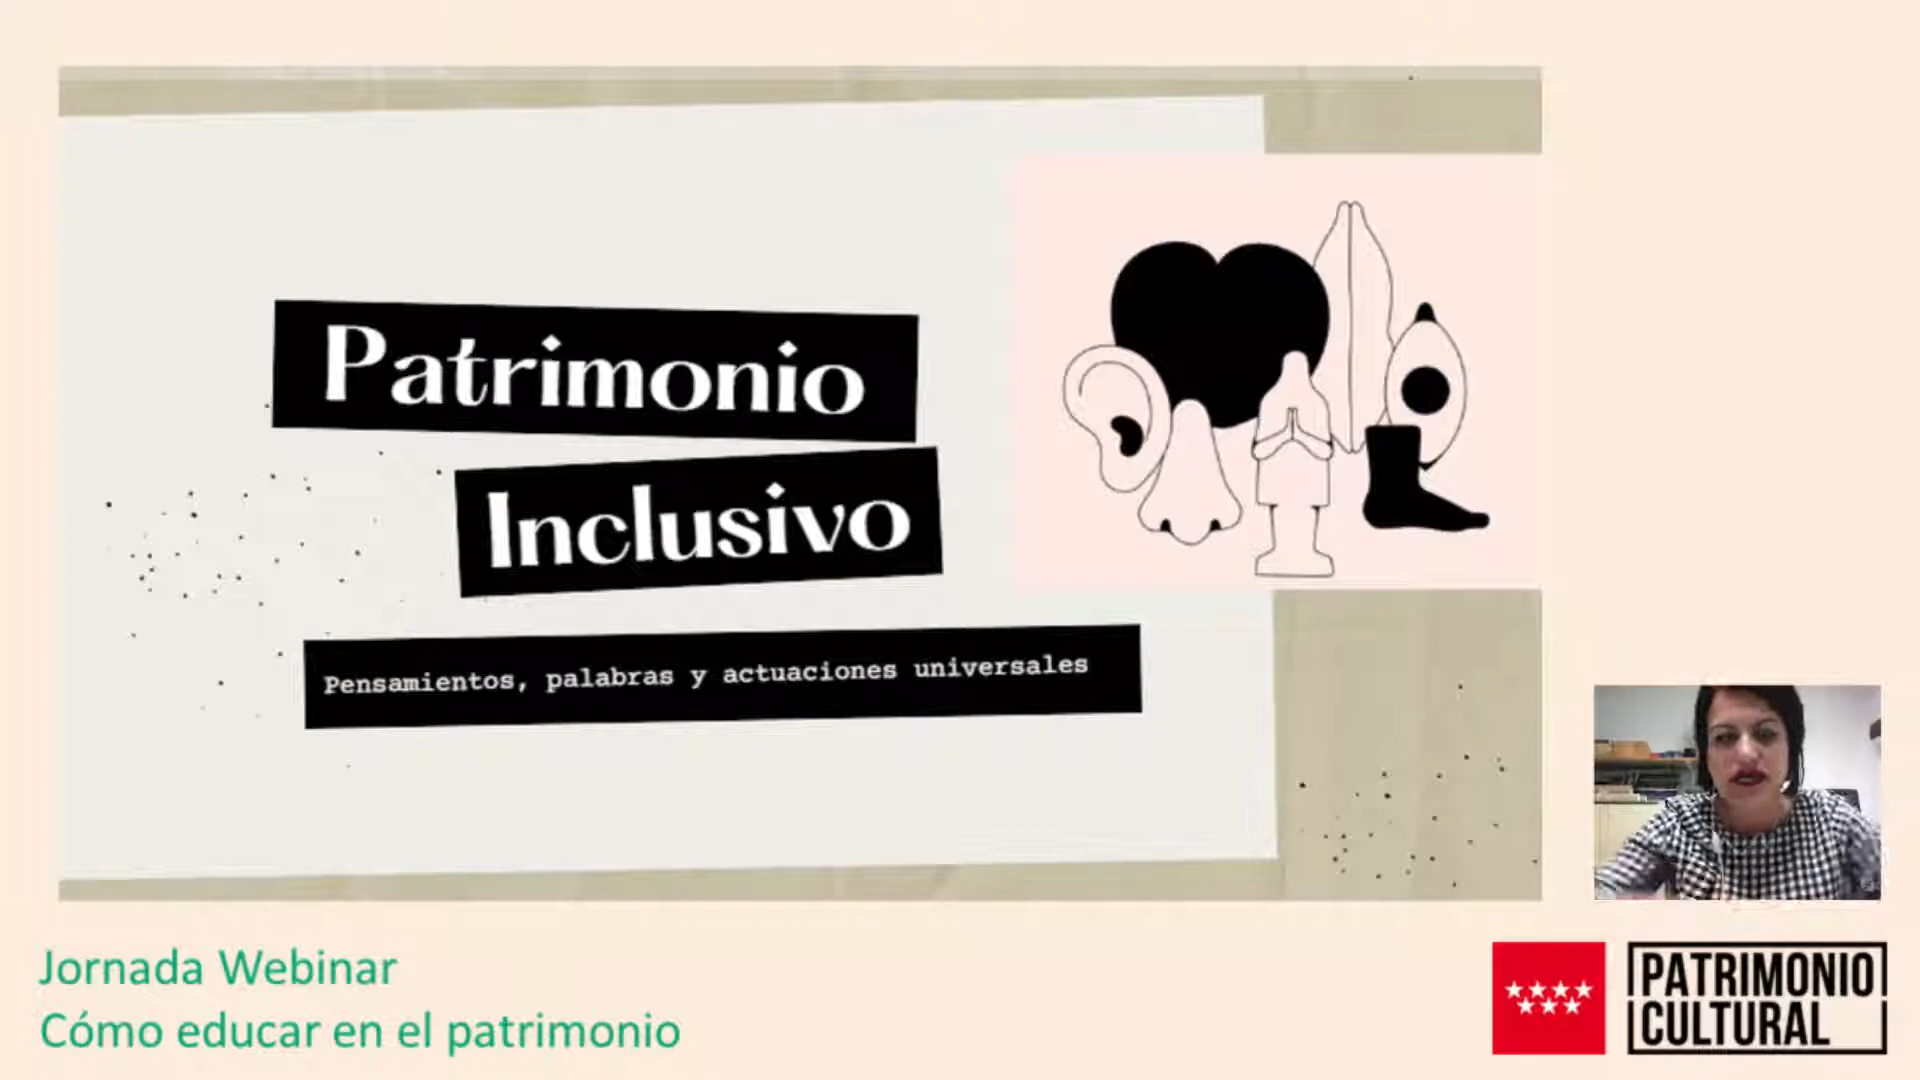 Patrimonio
Inclusivo
Pensamientos, palabras y actuaciones universales
Jornada Webinar
Cómo educar en el patrimonio
PATRIMONIO
CULTURAL